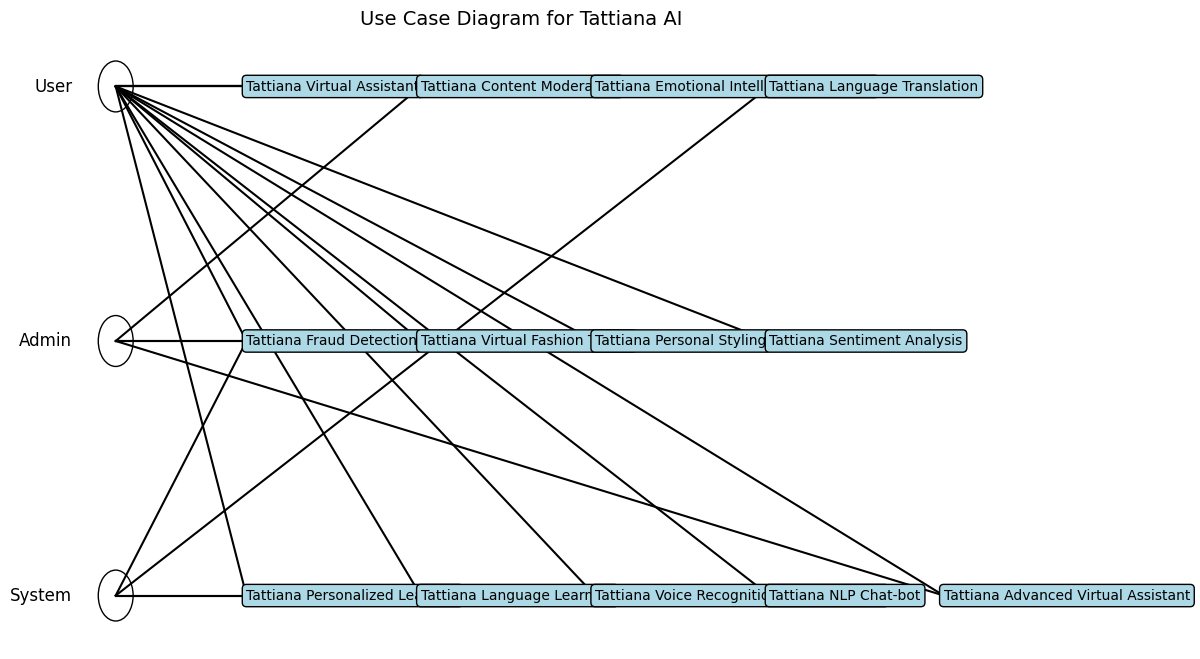 Use Case Diagram for Tattiana AI
User
Tattiana Virtual Assistant
Tattiana Content Modera
Tattiana Emotional Intell
Tattiana Language Translation
Admin
Tattiana Fraud Detection
Tattiana Virtual Fashion
Tattiana Personal Styling
Tattiana Sentiment Analysis
System
Tattiana Personalized Lea
Tattiana Language Learn
Tattiana Voice Recognitio
Tattiana NLP Chat-bot
Tattiana Advanced Virtual Assistant